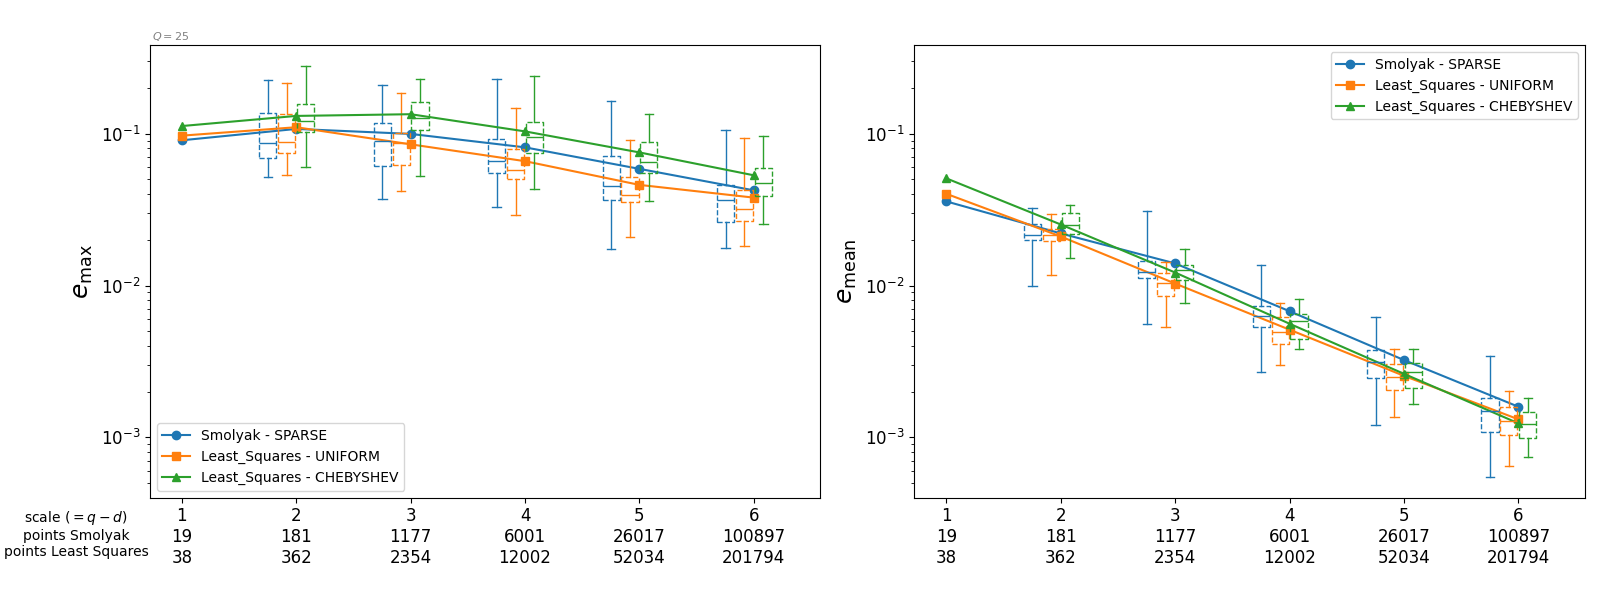 Q = 25
10⁻¹
10⁻²
10⁻³
e_max
Smolyak - SPARSE
Least_Squares - UNIFORM
Least_Squares - CHEBYSHEV
scale (= q − d) 1 2 3 4 5 6
points Smolyak 19 181 1177 6001 26017 100897
points Least Squares 38 362 2354 12002 52034 201794
10⁻¹
10⁻²
10⁻³
e_mean
Smolyak - SPARSE
Least_Squares - UNIFORM
Least_Squares - CHEBYSHEV
1 2 3 4 5 6
19 181 1177 6001 26017 100897
38 362 2354 12002 52034 201794